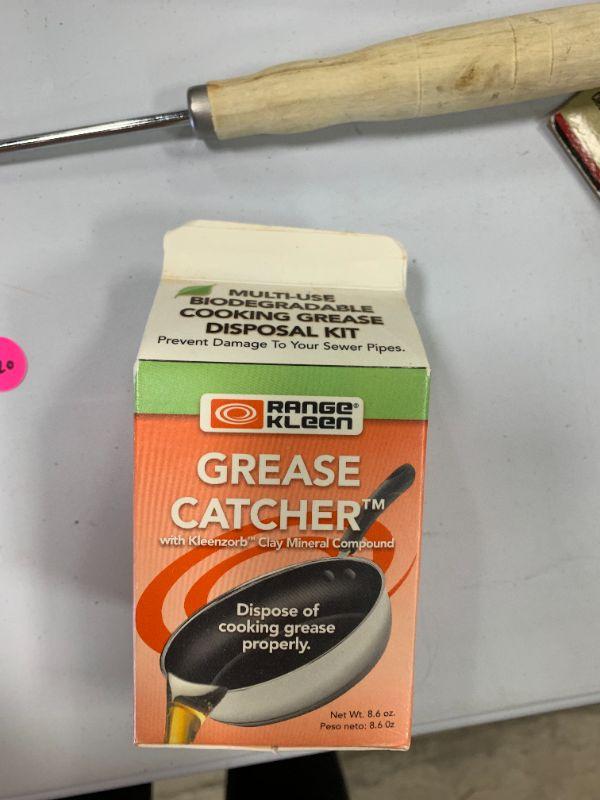 MULTI-USE
BIODEGRADABLE
COOKING GREASE
DISPOSAL KIT
Prevent Damage To Your Sewer Pipes.
RANGE®
KLEEN
GREASE
CATCHER™
with Kleenzorb™ Clay Mineral Compound
Dispose of
cooking grease
properly.
Net Wt. 8.6 oz.
Peso neto: 8.6 Oz